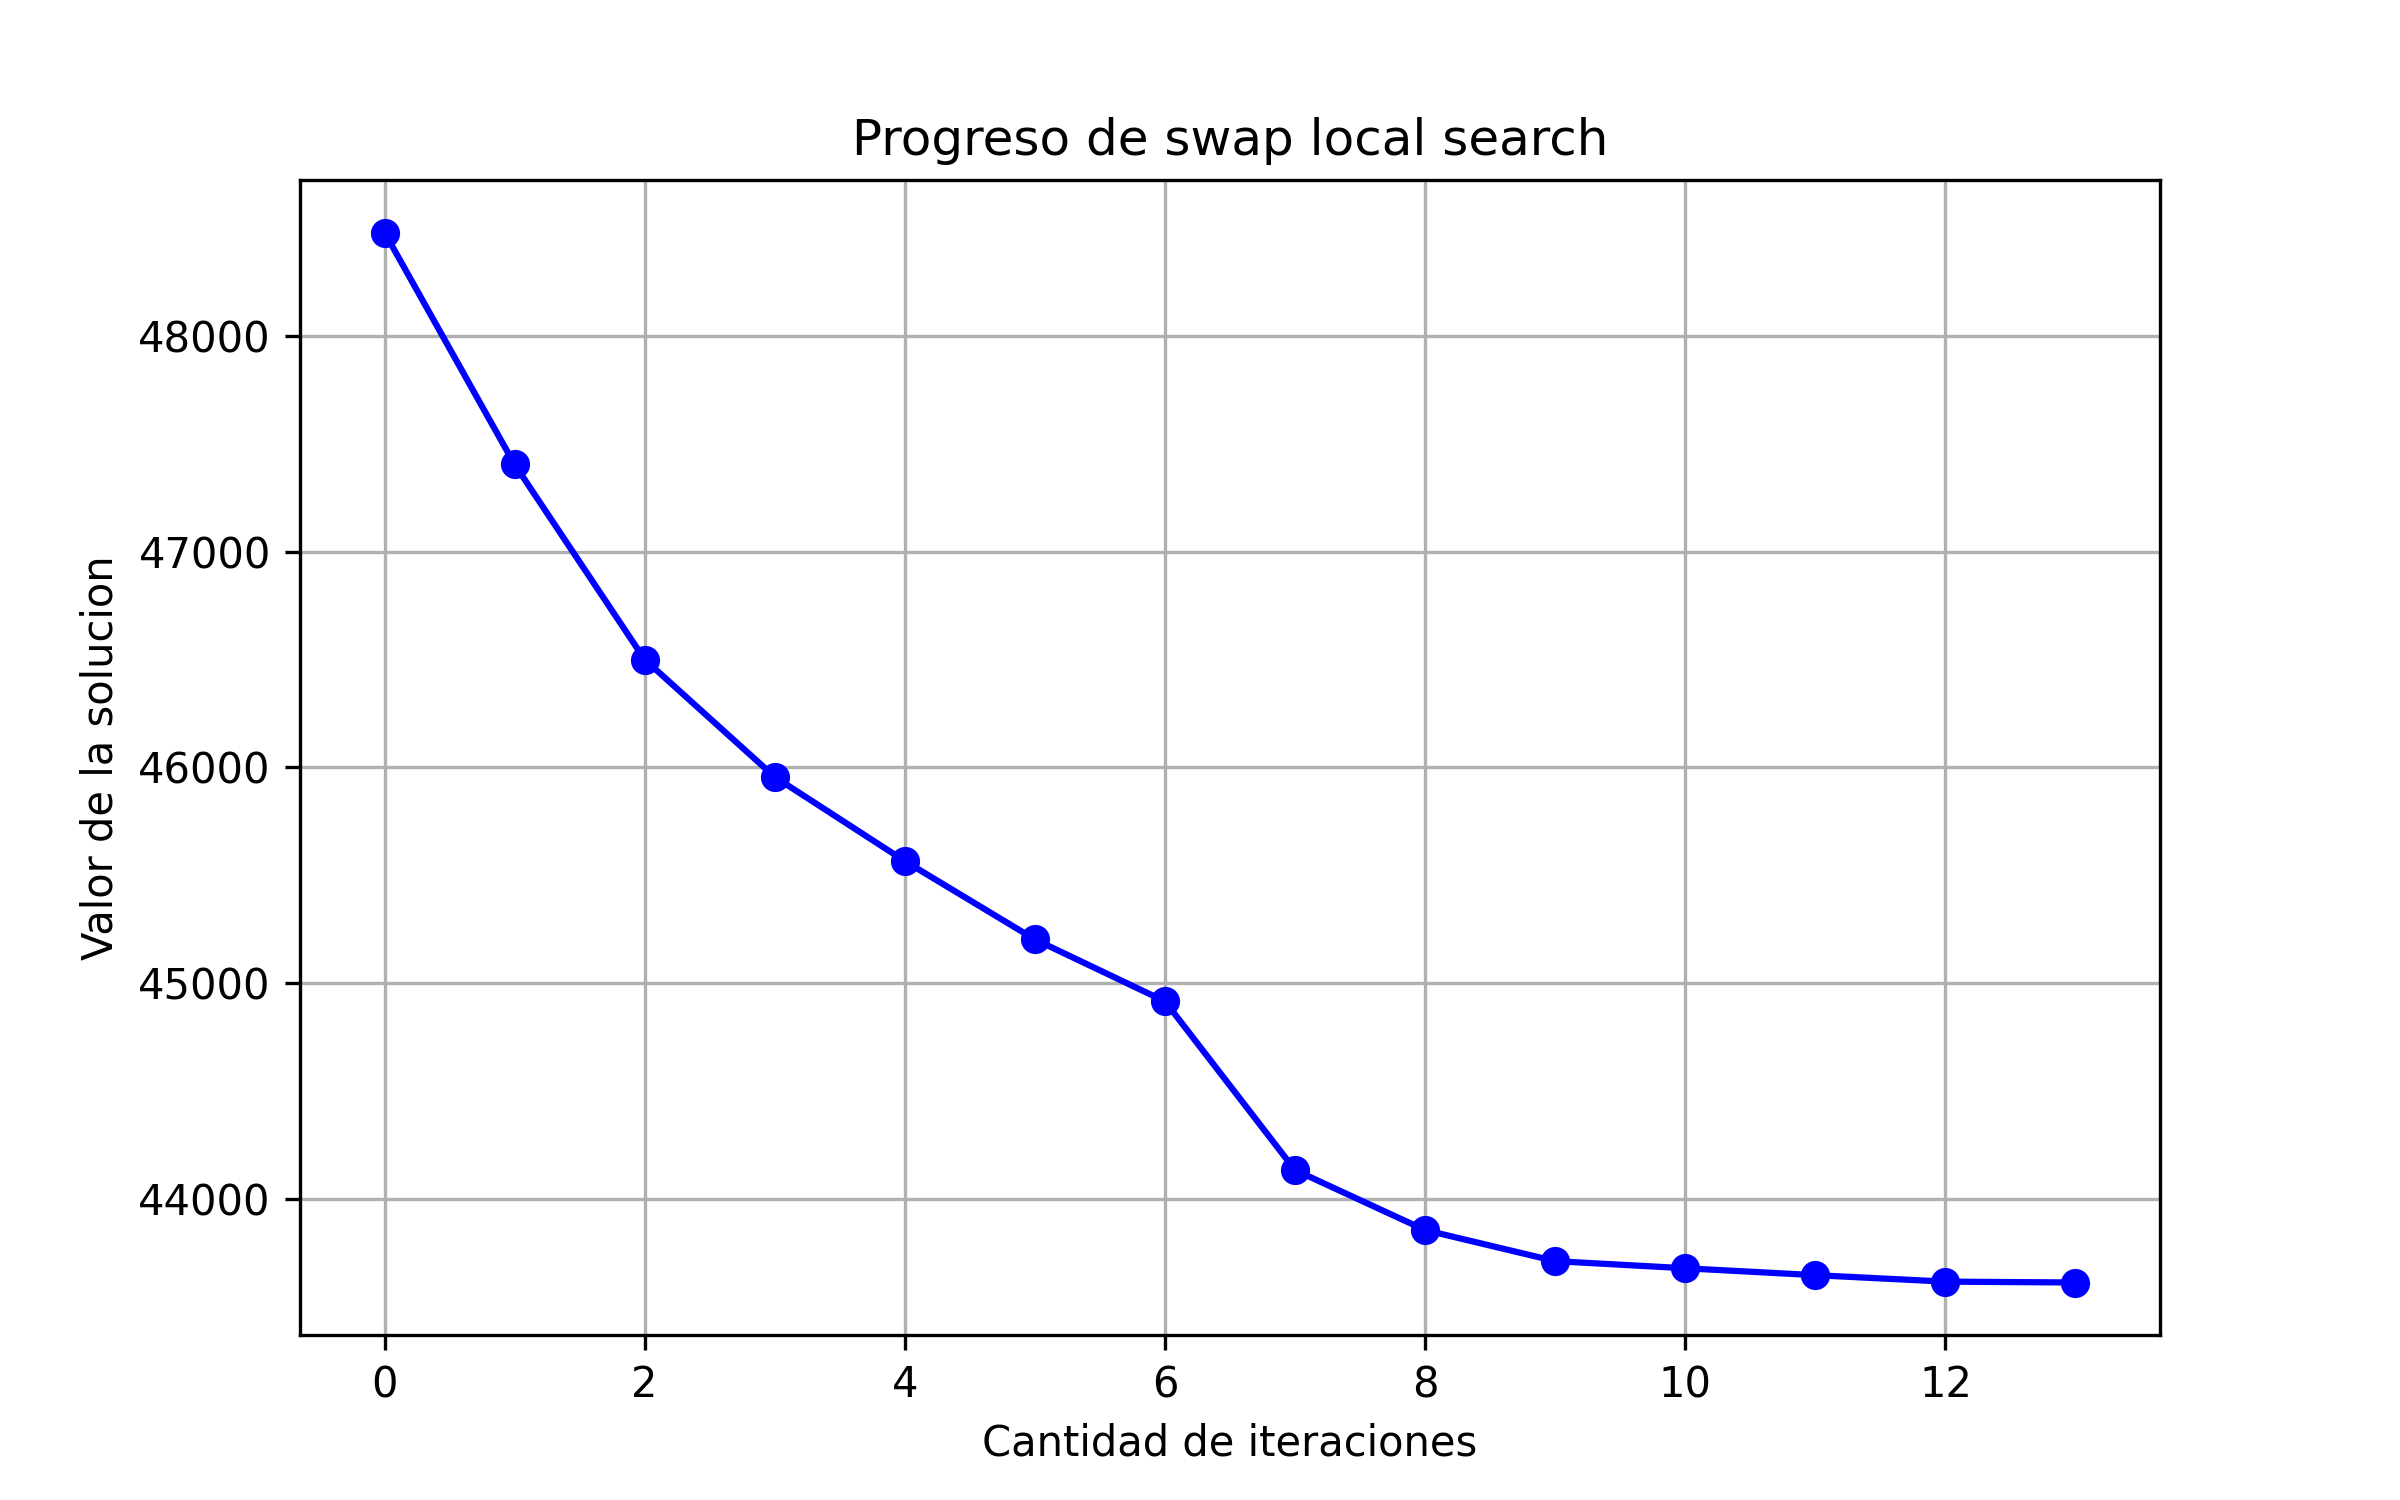 Progreso de swap local search
Valor de la solucion
48000
47000
46000
45000
44000
0 2 4 6 8 10 12
Cantidad de iteraciones